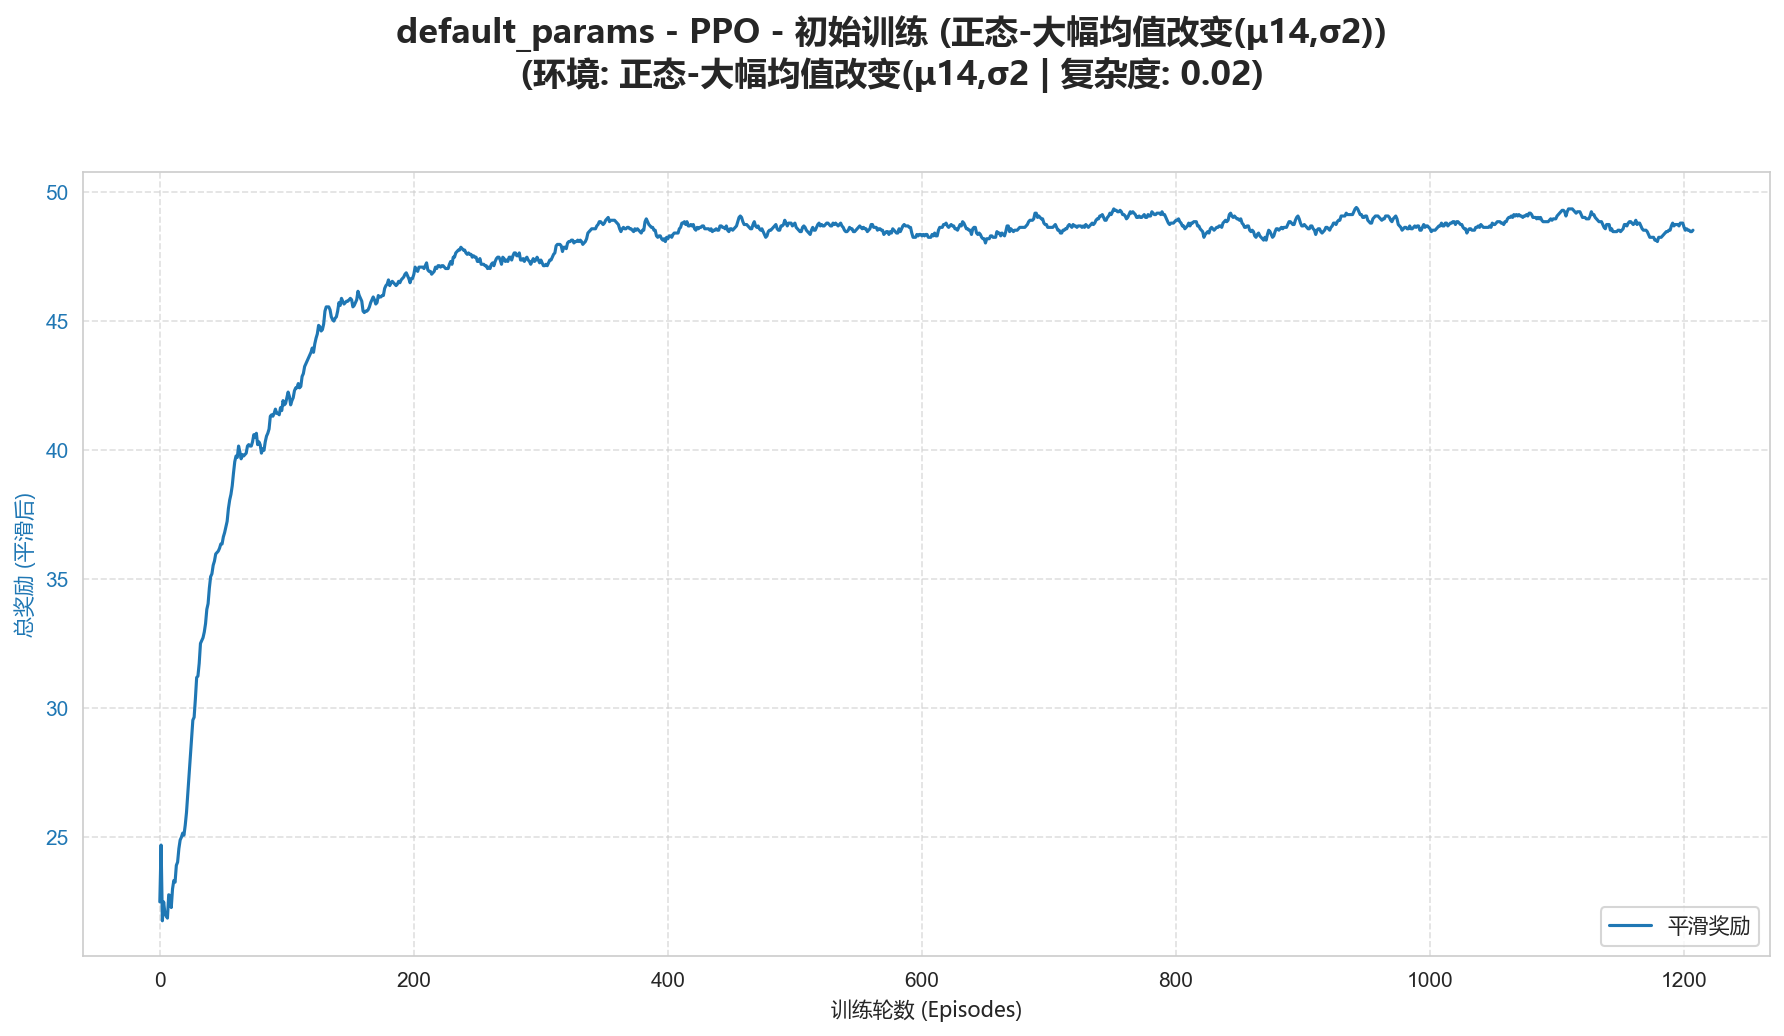 default_params - PPO - 初始训练 (正态-大幅均值改变(μ14,σ2))
(环境: 正态-大幅均值改变(μ14,σ2 | 复杂度: 0.02)
50
45
40
35
30
25
总奖励 (平滑后)
平滑奖励
0 200 400 600 800 1000 1200
训练轮数 (Episodes)